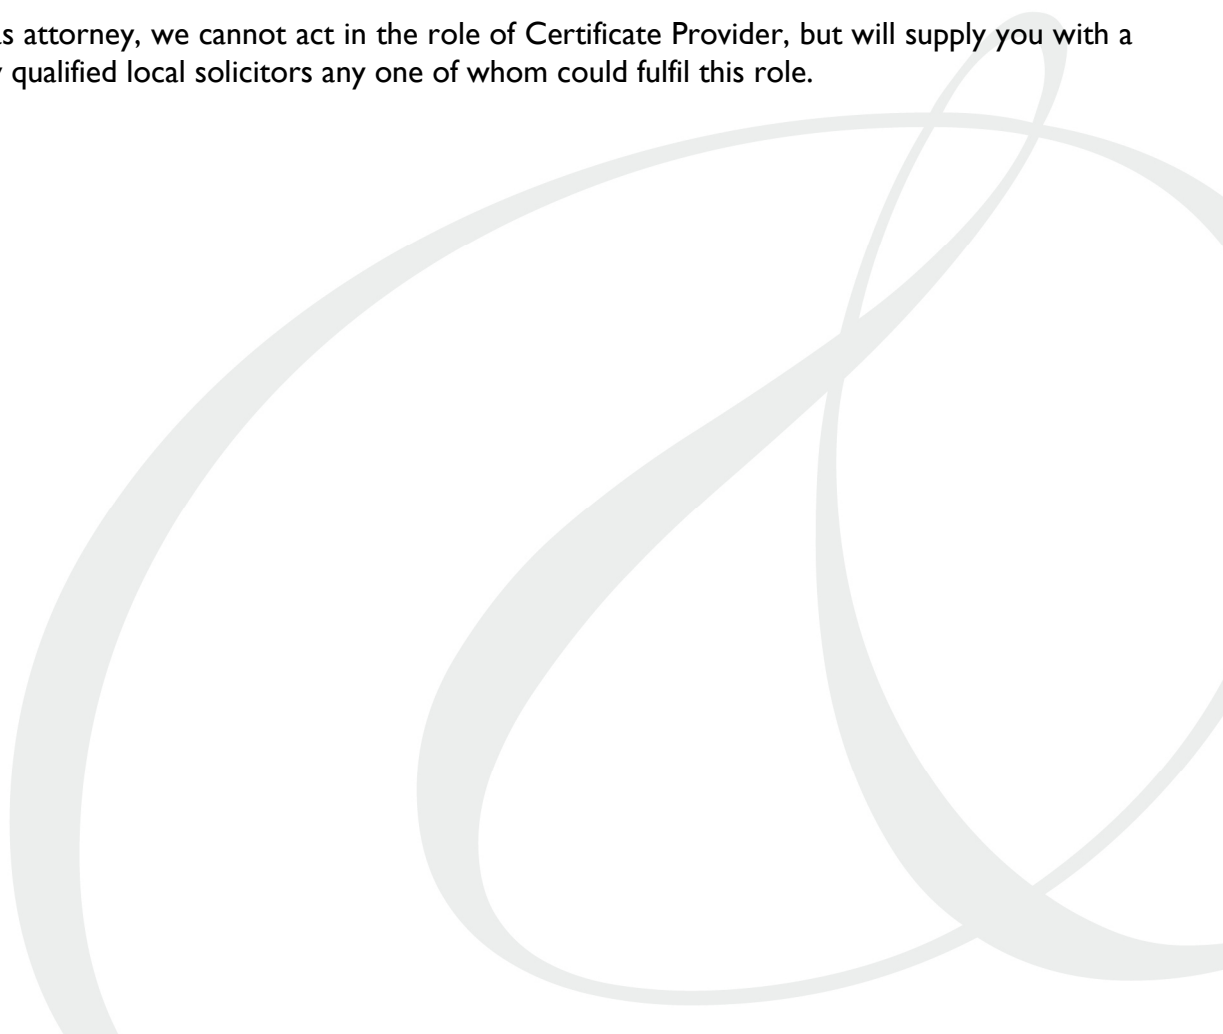 s attorney, we cannot act in the role of Certificate Provider, but will supply you with a
qualified local solicitors any one of whom could fulfil this role.